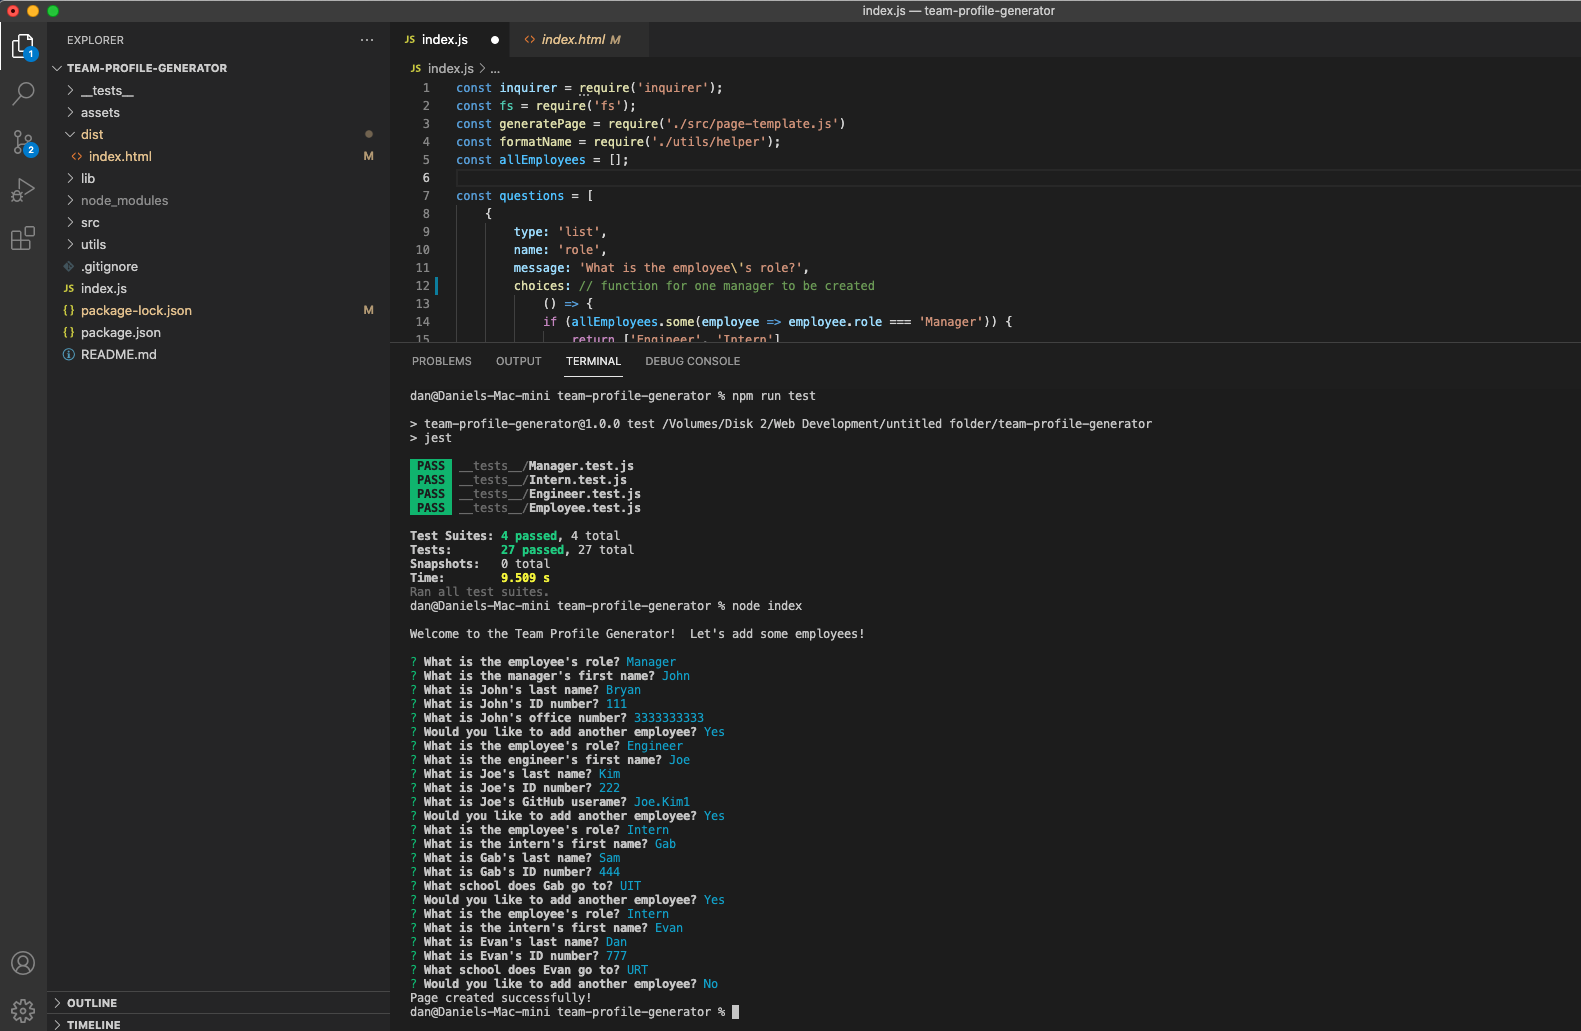 index.js — team-profile-generator
EXPLORER
TEAM-PROFILE-GENERATOR
__tests__
assets
dist
<> index.html M
lib
node_modules
src
utils
.gitignore
JS index.js
{} package-lock.json M
{} package.json
README.md
OUTLINE
TIMELINE
1
2
JS index.js
<> index.html M
JS index.js > ...
1 const inquirer = require('inquirer');
2 const fs = require('fs');
3 const generatePage = require('./src/page-template.js')
4 const formatName = require('./utils/helper');
5 const allEmployees = [];
6
7 const questions = [
8 {
9 type: 'list',
10 name: 'role',
11 message: 'What is the employee\'s role?',
12 choices: // function for one manager to be created
13 () => {
14 if (allEmployees.some(employee => employee.role === 'Manager')) {
15 return ['Engineer', 'Intern']
PROBLEMS OUTPUT TERMINAL DEBUG CONSOLE
dan@Daniels-Mac-mini team-profile-generator % npm run test
> team-profile-generator@1.0.0 test /Volumes/Disk 2/Web Development/untitled folder/team-profile-generator
> jest
PASS __tests__/Manager.test.js
PASS __tests__/Intern.test.js
PASS __tests__/Engineer.test.js
PASS __tests__/Employee.test.js
Test Suites: 4 passed, 4 total
Tests: 27 passed, 27 total
Snapshots: 0 total
Time: 9.509 s
Ran all test suites.
dan@Daniels-Mac-mini team-profile-generator % node index
Welcome to the Team Profile Generator! Let's add some employees!
? What is the employee's role? Manager
? What is the manager's first name? John
? What is John's last name? Bryan
? What is John's ID number? 111
? What is John's office number? 3333333333
? Would you like to add another employee? Yes
? What is the employee's role? Engineer
? What is the engineer's first name? Joe
? What is Joe's last name? Kim
? What is Joe's ID number? 222
? What is Joe's GitHub userame? Joe.Kim1
? Would you like to add another employee? Yes
? What is the employee's role? Intern
? What is the intern's first name? Gab
? What is Gab's last name? Sam
? What is Gab's ID number? 444
? What school does Gab go to? UIT
? Would you like to add another employee? Yes
? What is the employee's role? Intern
? What is the intern's first name? Evan
? What is Evan's last name? Dan
? What is Evan's ID number? 777
? What school does Evan go to? URT
? Would you like to add another employee? No
Page created successfully!
dan@Daniels-Mac-mini team-profile-generator %